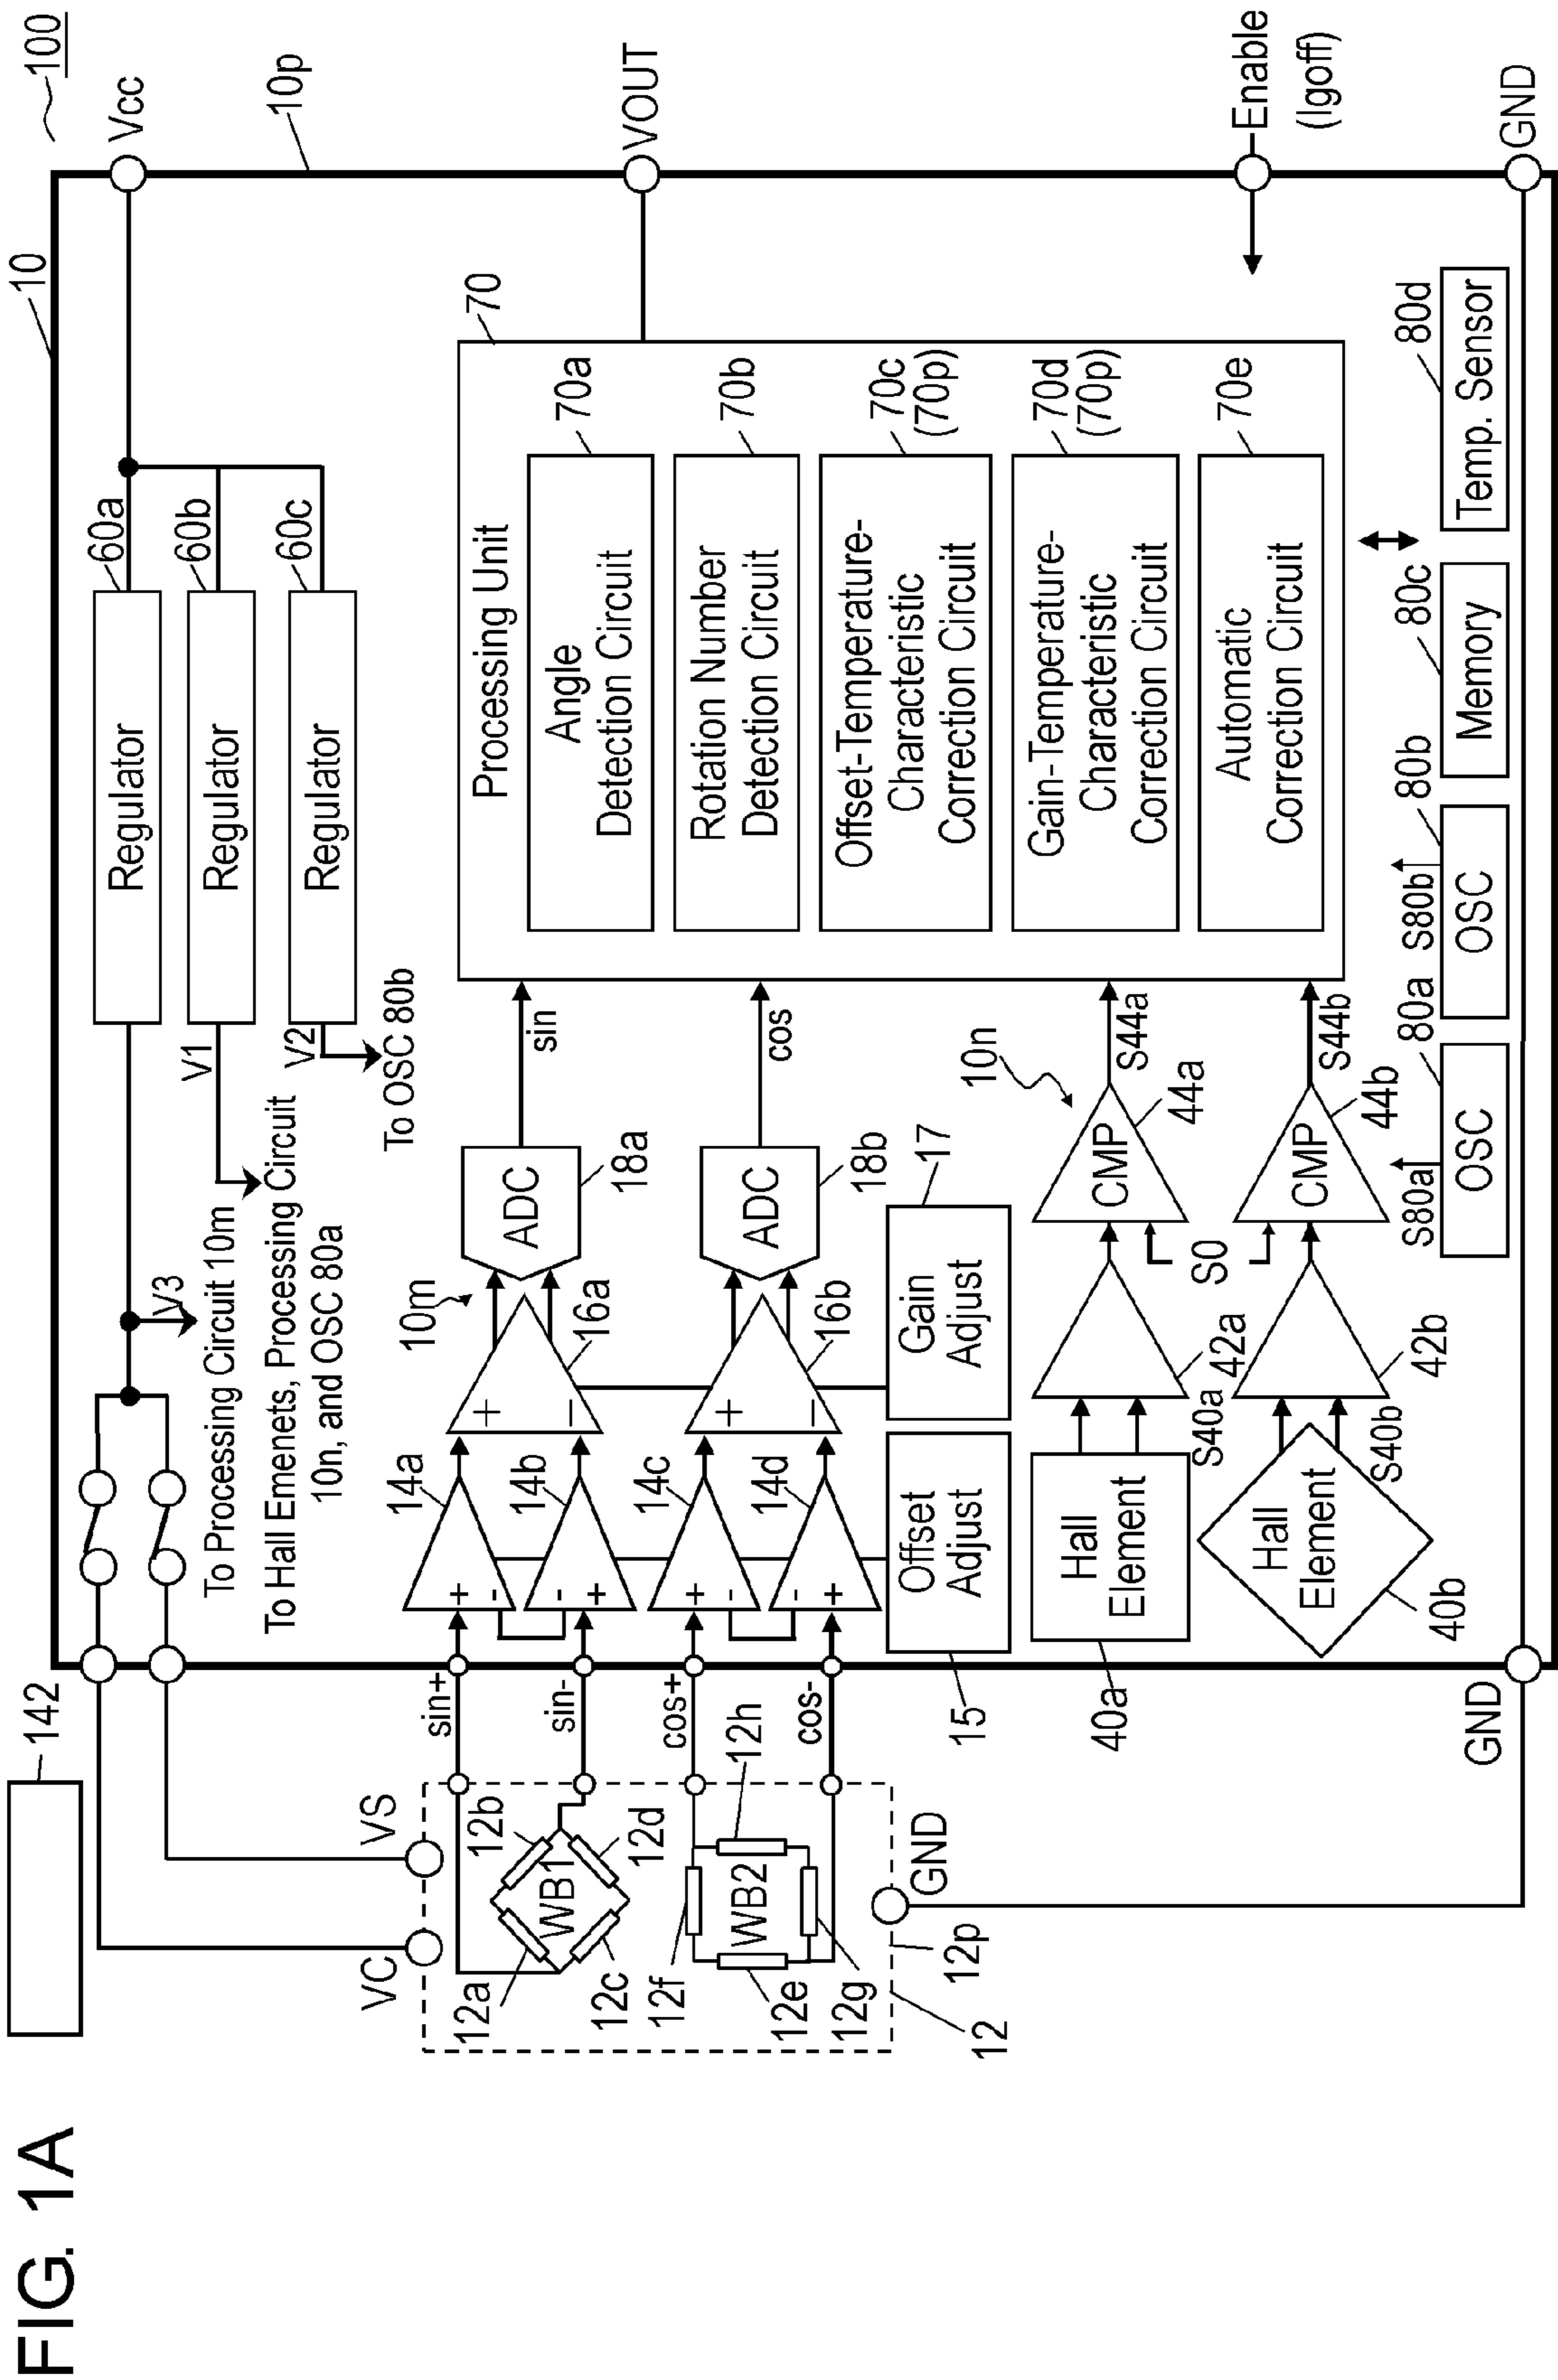 FIG. 1A
100
142
10
Vcc
10p
VC
VS
V3
Regulator
60a
Regulator
60b
Regulator
60c
V1
V2
To Processing Circuit 10m
To Hall Emenets, Processing Circuit
10n, and OSC 80a
To OSC 80b
VOUT
Enable
(Igoff)
GND
12a
12b
WB1
12c
12d
12f
12h
WB2
12e
12g
12
12p
GND
sin+
sin-
cos+
cos-
14a
14b
14c
14d
+
-
-
+
+
-
-
+
10m
+
−
16a
+
−
16b
ADC
18a
ADC
18b
sin
cos
Offset
Adjust
15
Gain
Adjust
17
Processing Unit
70
Angle
Detection Circuit
70a
Rotation Number
Detection Circuit
70b
Offset-Temperature-
Characteristic
Correction Circuit
70c
(70p)
Gain-Temperature-
Characteristic
Correction Circuit
70d
(70p)
Automatic
Correction Circuit
70e
Hall
Element
40a
S40a
42a
10n
CMP
44a
S44a
S0
Hall
Element
40b
S40b
42b
CMP
44b
S44b
S80a
80a
OSC
S80b
80b
OSC
80c
Memory
80d
Temp. Sensor
GND